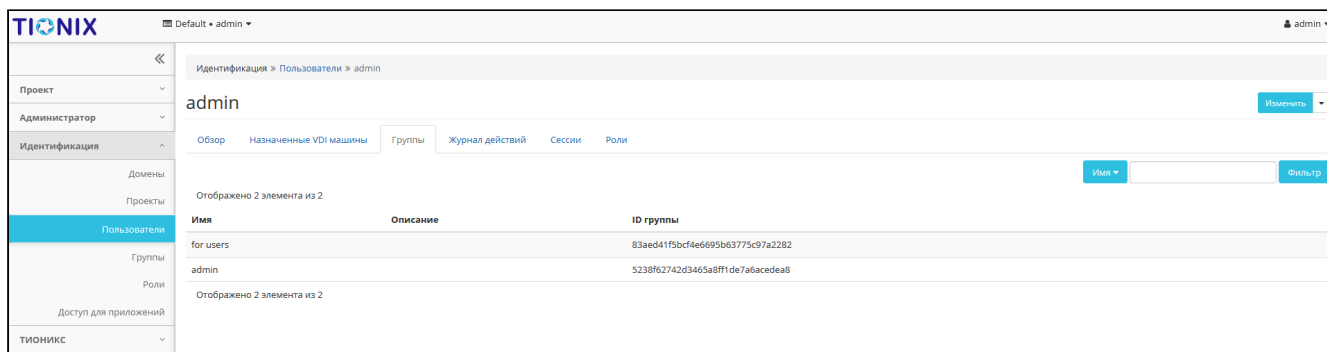 TIONIX
Default • admin
admin
Идентификация » Пользователи » admin
Проект
Администратор
Идентификация
Домены
Проекты
Пользователи
Группы
Роли
Доступ для приложений
ТИОНИКС
admin
Изменить
Обзор Назначенные VDI машины Группы Журнал действий Сессии Роли
Имя Фильтр
Отображено 2 элемента из 2
Имя Описание ID группы
for users 83aed41f5bcf4e6695b63775c97a2282
admin 5238f62742d3465a8ff1de7a6acedea8
Отображено 2 элемента из 2